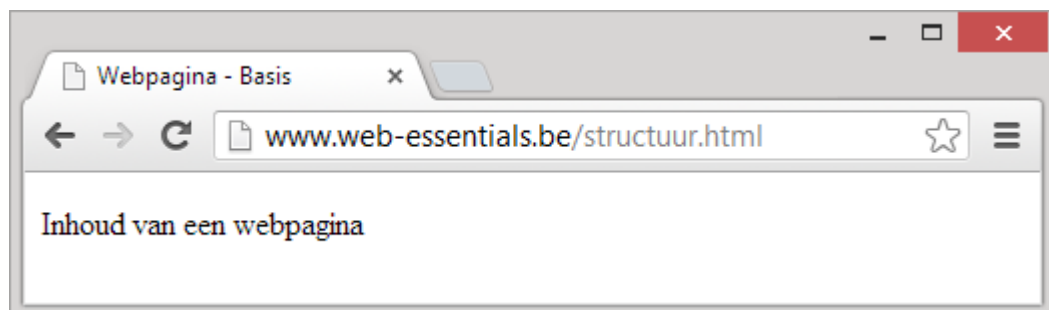 Webpagina - Basis
www.web-essentials.be/structuur.html
Inhoud van een webpagina